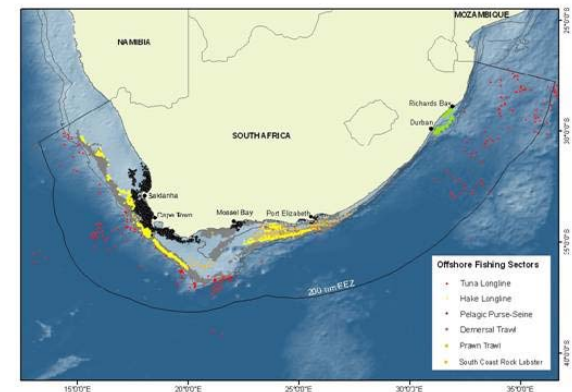 MOZAMBIQUE
NAMIBIA
25°0'0"S
Richards Bay
Durban
30°0'0"S
SOUTH AFRICA
Saldanha
Cape Town
Mossel Bay
Port Elizabeth
35°0'0"S
200 nm EEZ
Offshore Fishing Sectors
Tuna Longline
Hake Longline
Pelagic Purse-Seine
Demersal Trawl
Prawn Trawl
South Coast Rock Lobster
40°0'0"S
15°0'0"E
20°0'0"E
25°0'0"E
30°0'0"E
35°0'0"E